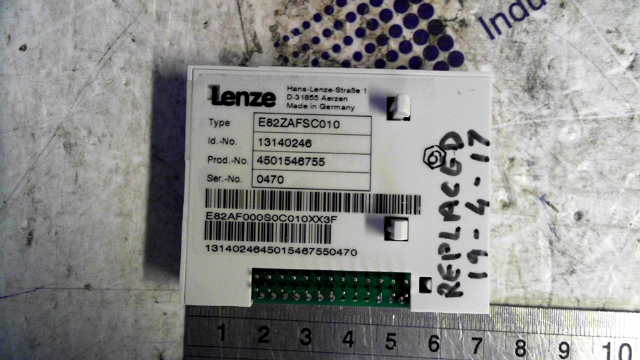 Indu
Lenze
Hans-Lenze-Straße 1
D-31855 Aerzen
Made in Germany
Type E82ZAFSC010
Id.-No. 13140246
Prod.-No. 4501546755
Ser.-No. 0470
E82AF000S0C010XX3F
1314024645015467550470
REPLACED
19-4-17
1 2 3 4 5 6 7 8 9 10